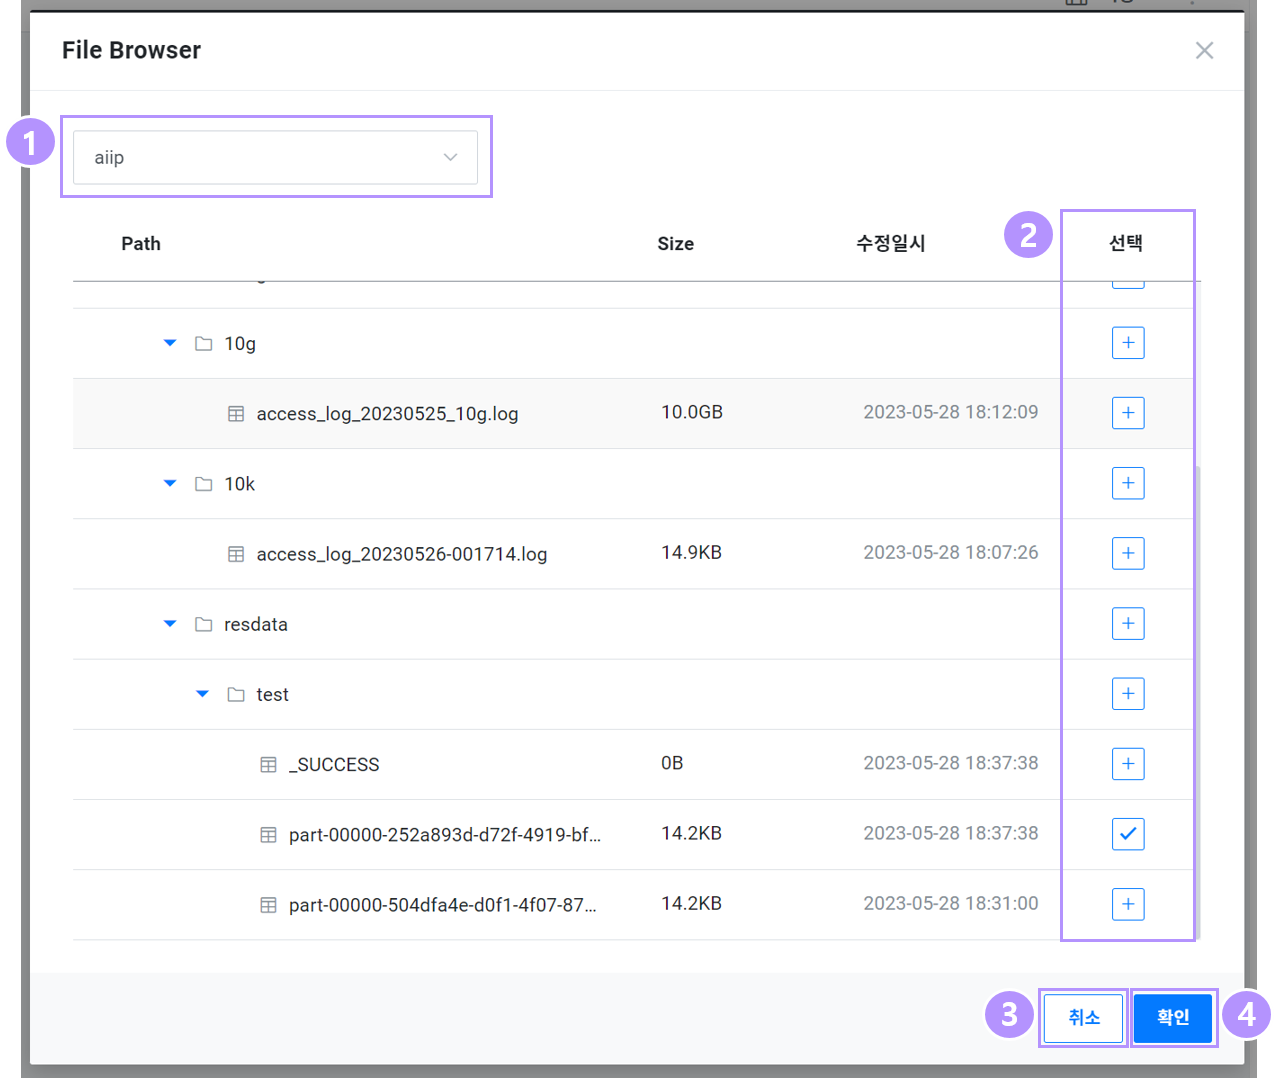 File Browser
1
aiip
Path Size 수정일시 2 선택
10g
access_log_20230525_10g.log 10.0GB 2023-05-28 18:12:09
10k
access_log_20230526-001714.log 14.9KB 2023-05-28 18:07:26
resdata
test
_SUCCESS 0B 2023-05-28 18:37:38
part-00000-252a893d-d72f-4919-bf... 14.2KB 2023-05-28 18:37:38
part-00000-504dfa4e-d0f1-4f07-87... 14.2KB 2023-05-28 18:31:00
3 취소 확인 4